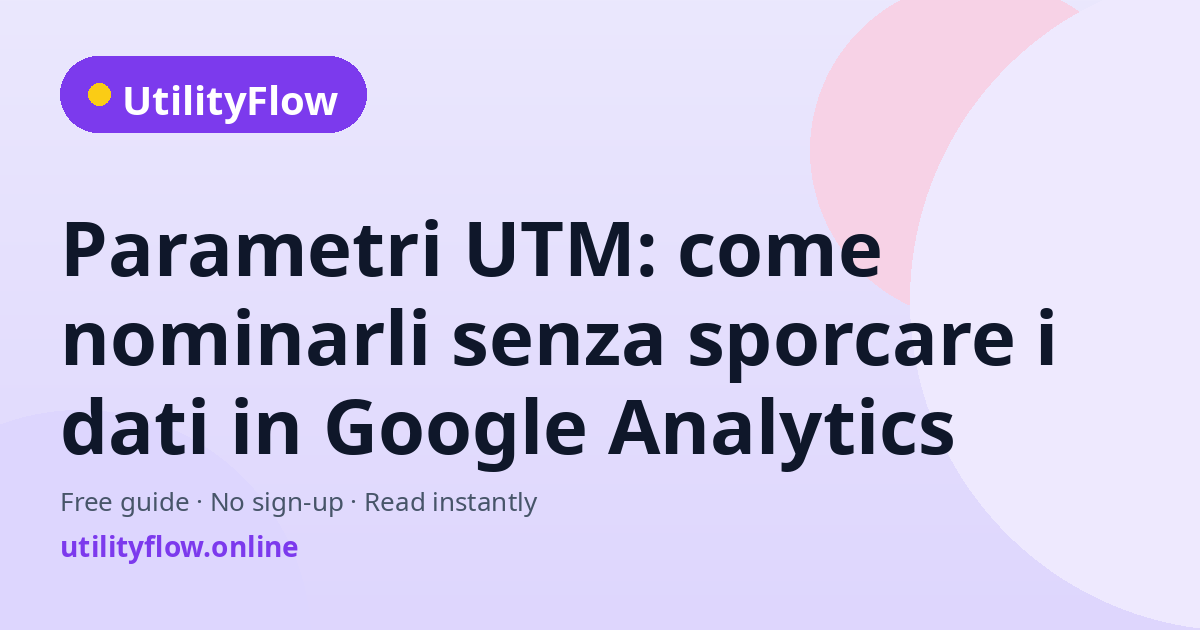 UtilityFlow
Parametri UTM: come
nominarli senza sporcare i
dati in Google Analytics
Free guide · No sign-up · Read instantly
utilityflow.online